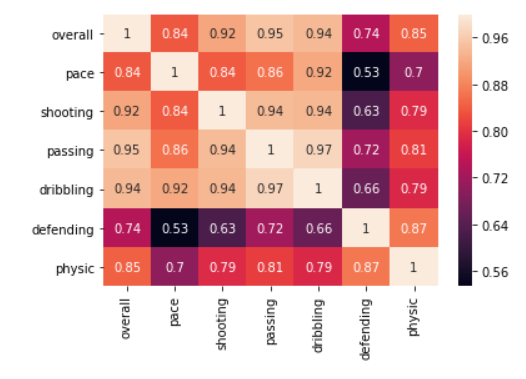 overall 1 0.84 0.92 0.95 0.94 0.74 0.85
pace 0.84 1 0.84 0.86 0.92 0.53 0.7
shooting 0.92 0.84 1 0.94 0.94 0.63 0.79
passing 0.95 0.86 0.94 1 0.97 0.72 0.81
dribbling 0.94 0.92 0.94 0.97 1 0.66 0.79
defending 0.74 0.53 0.63 0.72 0.66 1 0.87
physic 0.85 0.7 0.79 0.81 0.79 0.87 1
overall pace shooting passing dribbling defending physic
0.96
0.88
0.80
0.72
0.64
0.56